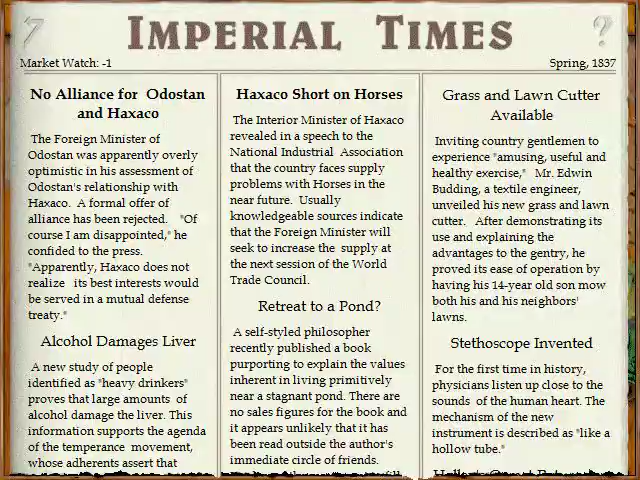 IMPERIAL TIMES
?
Market Watch: -1
Spring, 1837
No Alliance for Odostan
and Haxaco
The Foreign Minister of
Odostan was apparently overly
optimistic in his assessment of
Odostan's relationship with
Haxaco. A formal offer of
alliance has been rejected. "Of
course I am disappointed," he
confided to the press.
"Apparently, Haxaco does not
realize its best interests would
be served in a mutual defense
treaty."
Alcohol Damages Liver
A new study of people
identified as "heavy drinkers"
proves that large amounts of
alcohol damage the liver. This
information supports the agenda
of the temperance movement,
whose adherents assert that
Haxaco Short on Horses
The Interior Minister of Haxaco
revealed in a speech to the
National Industrial Association
that the country faces supply
problems with Horses in the
near future. Usually
knowledgeable sources indicate
that the Foreign Minister will
seek to increase the supply at
the next session of the World
Trade Council.
Retreat to a Pond?
A self-styled philosopher
recently published a book
purporting to explain the values
inherent in living primitively
near a stagnant pond. There are
no sales figures for the book and
it appears unlikely that it has
been read outside the author's
immediate circle of friends.
Grass and Lawn Cutter
Available
Inviting country gentlemen to
experience "amusing, useful and
healthy exercise," Mr. Edwin
Budding, a textile engineer,
unveiled his new grass and lawn
cutter. After demonstrating its
use and explaining the
advantages to the gentry, he
proved its ease of operation by
having his 14-year old son mow
both his and his neighbors'
lawns.
Stethoscope Invented
For the first time in history,
physicians listen up close to the
sounds of the human heart. The
mechanism of the new
instrument is described as "like a
hollow tube."